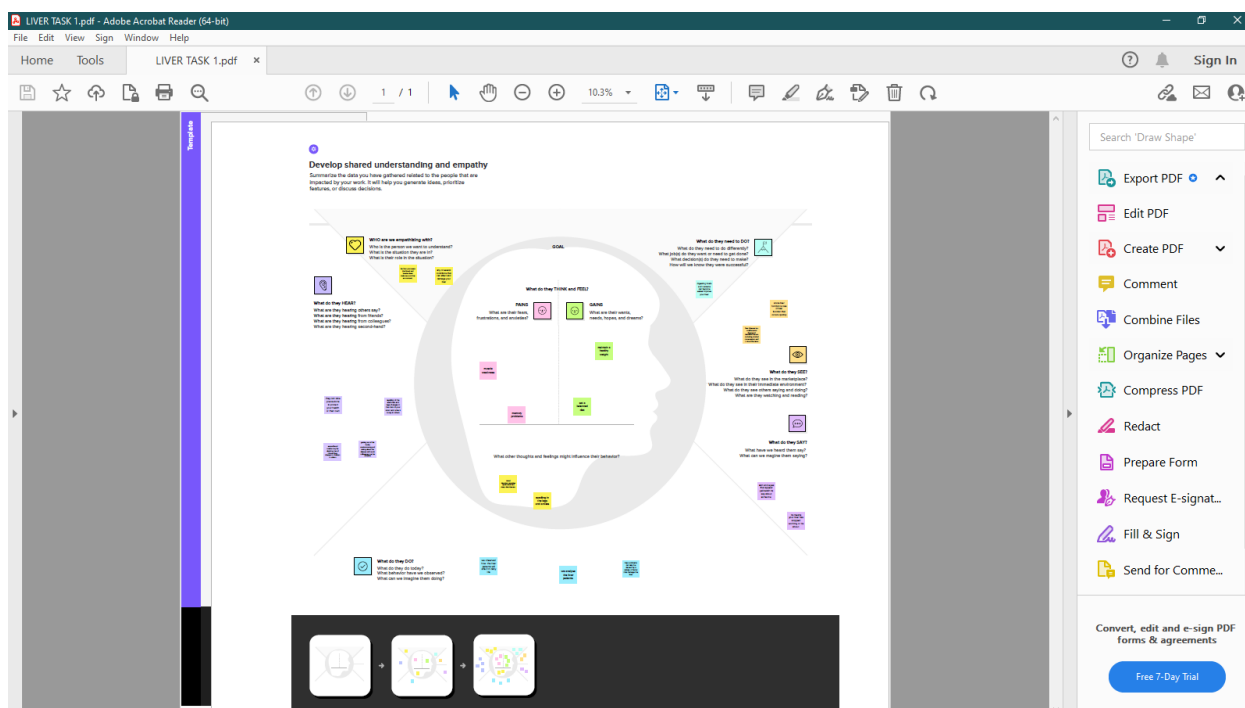 LIVER TASK 1.pdf - Adobe Acrobat Reader (64-bit)
File Edit View Sign Window Help
Home Tools LIVER TASK 1.pdf ×
Sign In
1 / 1
10.3%
Template
Develop shared understanding and empathy
Summarize the data you have gathered related to the people that are
impacted by your work. It will help you generate ideas, prioritize
features, or discuss decisions.
WHO are we empathizing with?
Who is the person we want to understand?
What is the situation they are in?
What is their role in the situation?
GOAL
What do they need to DO?
What do they need to do differently?
What job(s) do they want or need to get done?
What decision(s) do they need to make?
How will we know they were successful?
What do they HEAR?
What are they hearing others say?
What are they hearing from friends?
What are they hearing from colleagues?
What are they hearing second-hand?
What do they THINK and FEEL?
PAINS
What are their fears,
frustrations, and anxieties?
GAINS
What are their wants,
needs, hopes, and dreams?
What do they SEE?
What do they see in the marketplace?
What do they see in their immediate environment?
What do they see others saying and doing?
What are they watching and reading?
What do they SAY?
What have we heard them say?
What can we imagine them saying?
What other thoughts and feelings might influence their behavior?
What do they DO?
What do they do today?
What behavior have we observed?
What can we imagine them doing?
Search 'Draw Shape'
Export PDF
Edit PDF
Create PDF
Comment
Combine Files
Organize Pages
Compress PDF
Redact
Prepare Form
Request E-signat...
Fill & Sign
Send for Comme...
Convert, edit and e-sign PDF
forms & agreements
Free 7-Day Trial